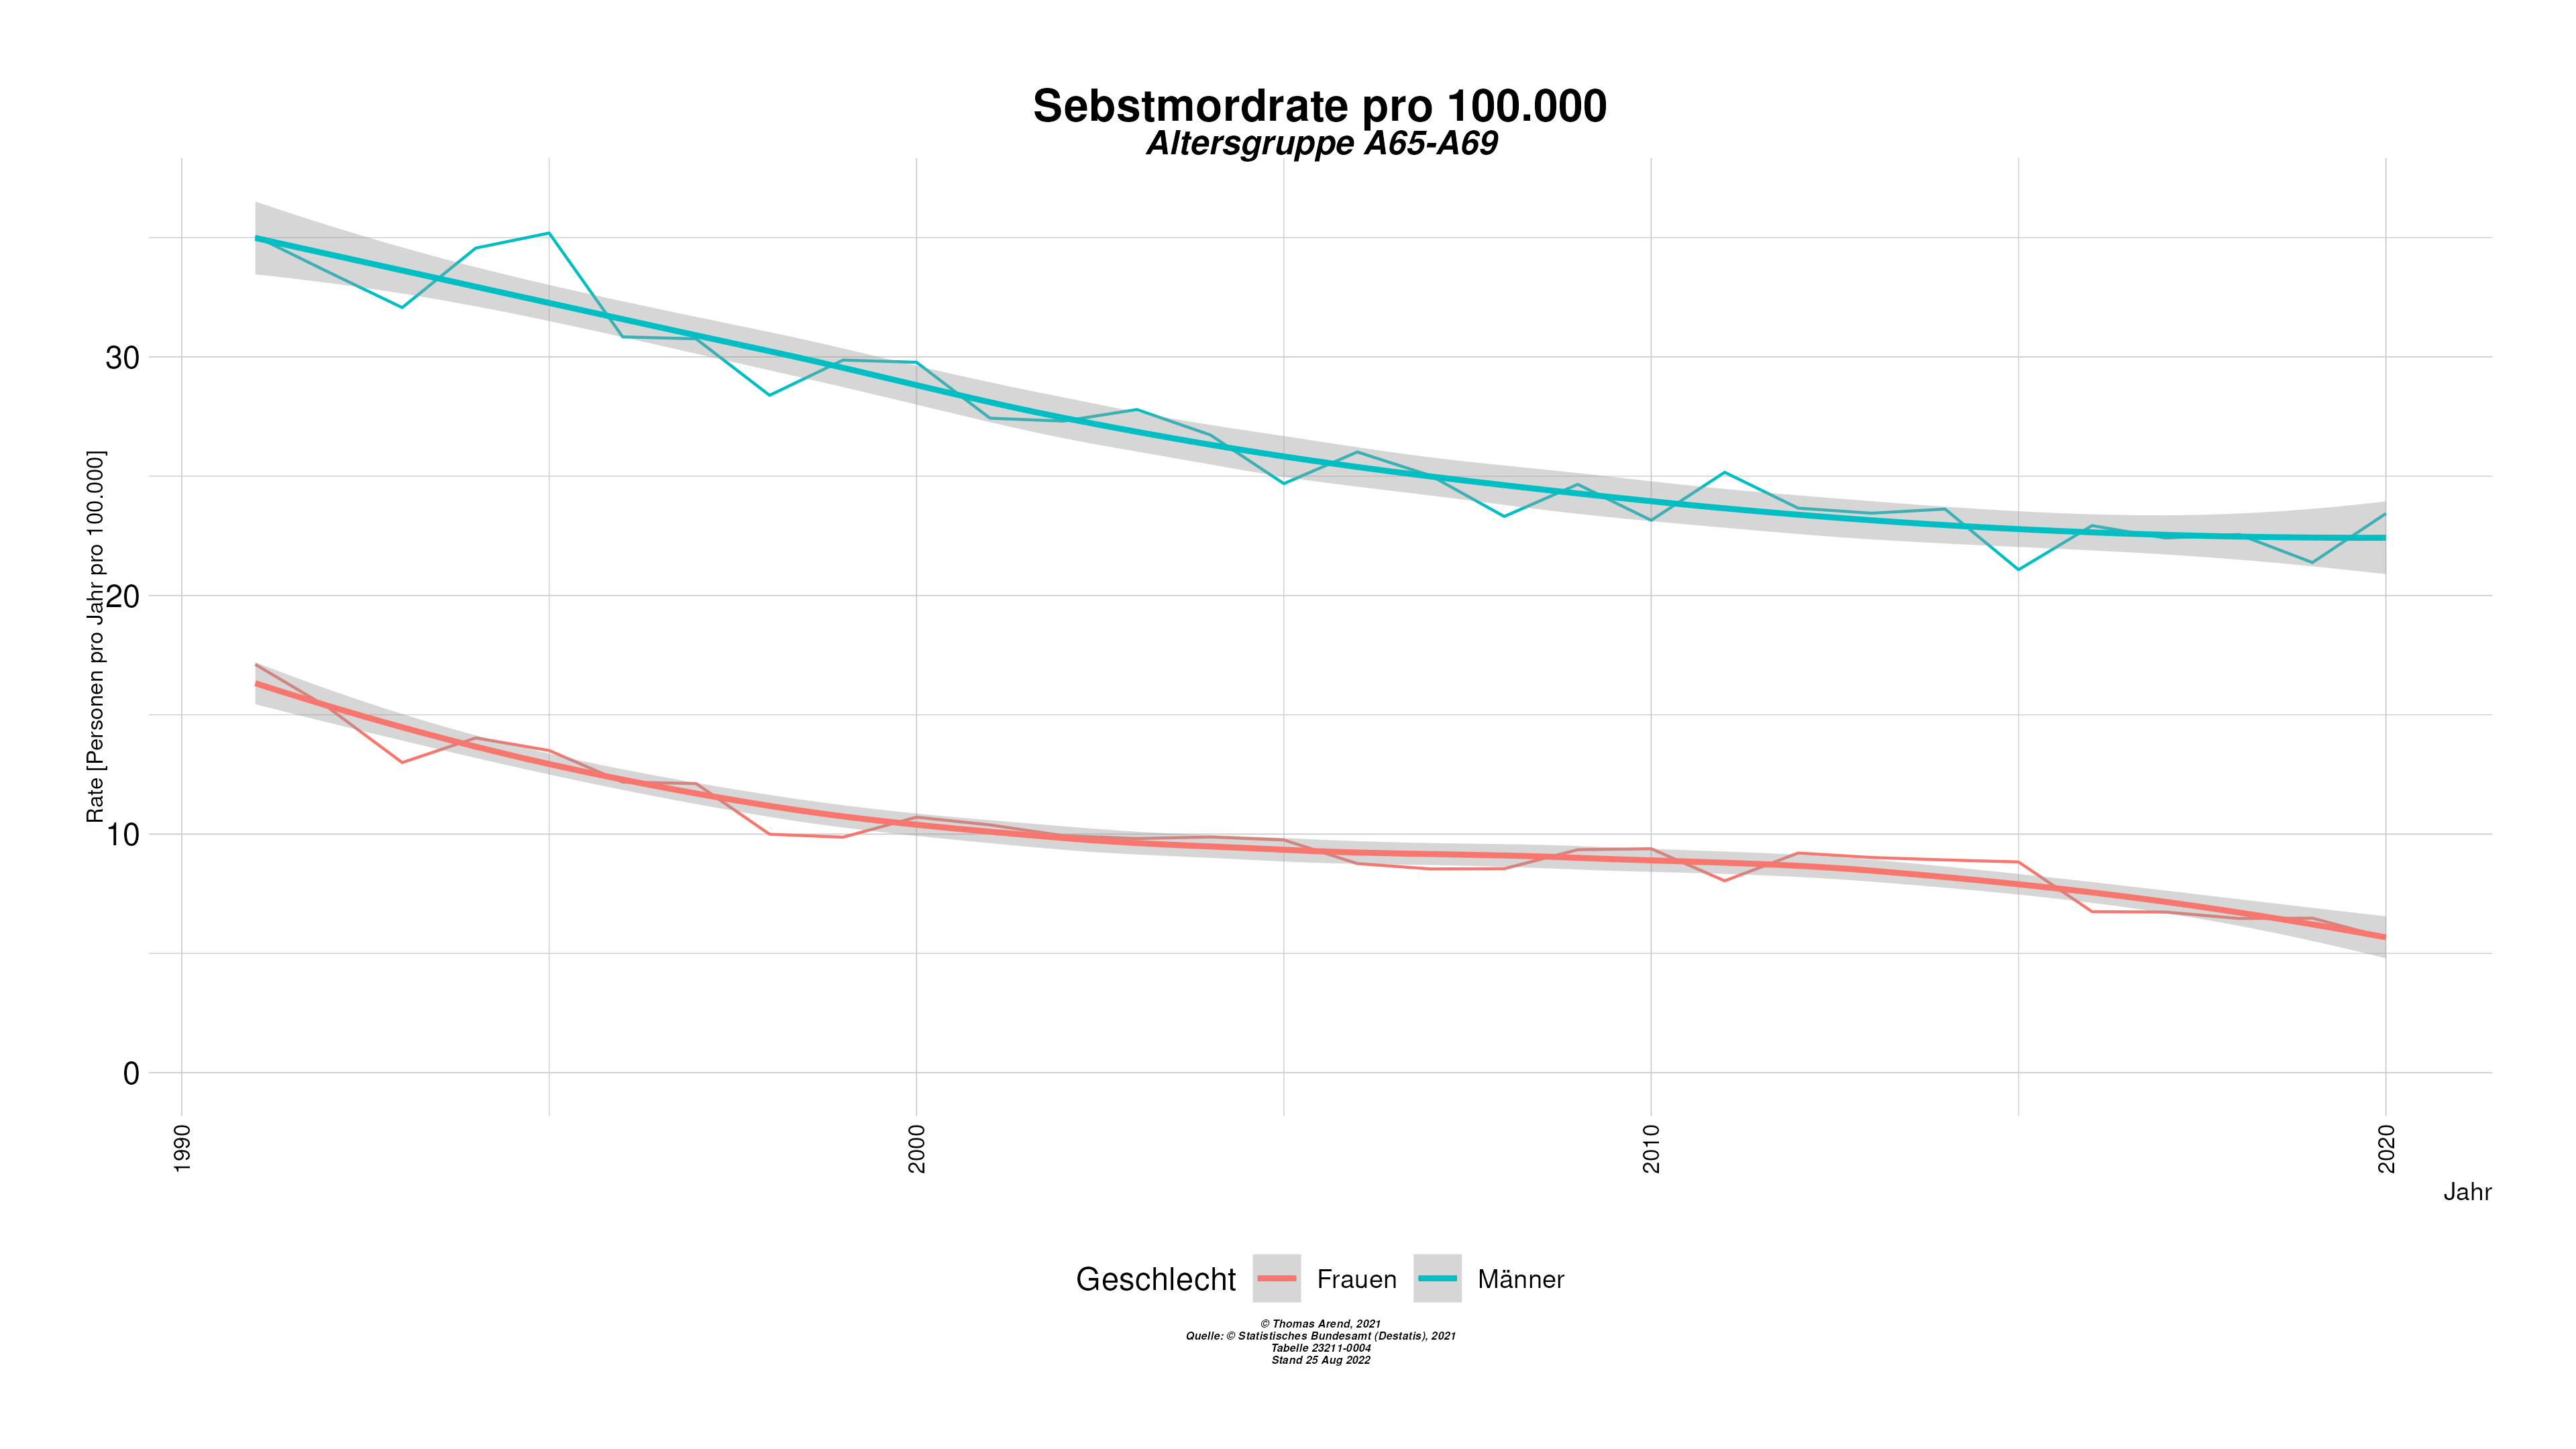 Sebstmordrate pro 100.000
Altersgruppe A65-A69
Rate [Personen pro Jahr pro 100.000]
30
20
10
0
1990
2000
2010
2020
Jahr
Geschlecht Frauen Männer
© Thomas Arend, 2021
Quelle: © Statistisches Bundesamt (Destatis), 2021
Tabelle 23211-0004
Stand 25 Aug 2022